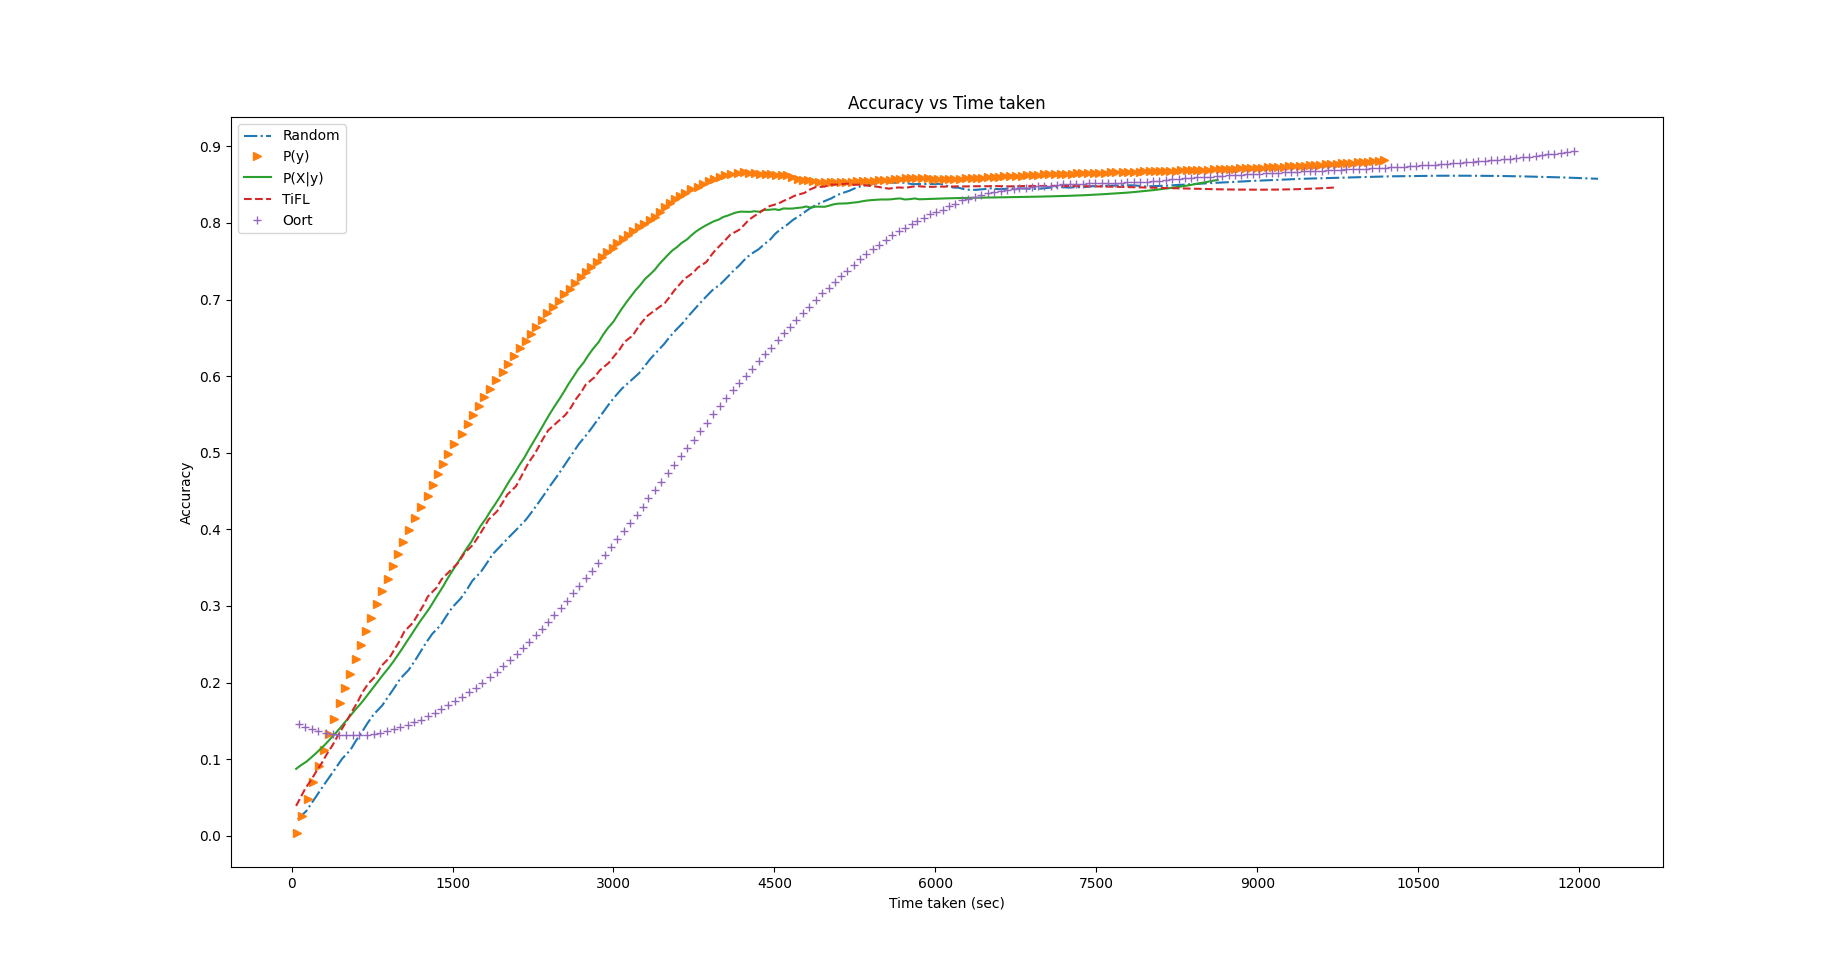 Accuracy vs Time taken
Random
P(y)
P(X|y)
TiFL
Oort
Accuracy
0.9
0.8
0.7
0.6
0.5
0.4
0.3
0.2
0.1
0.0
0 1500 3000 4500 6000 7500 9000 10500 12000
Time taken (sec)